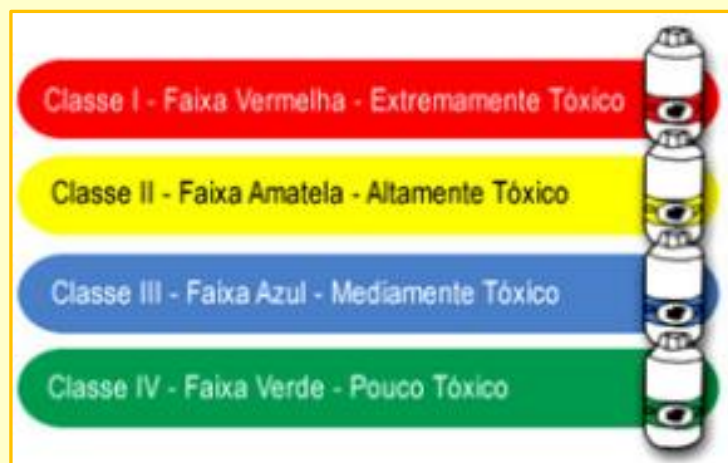 Classe I - Faixa Vermelha - Extremamente Tóxico
Classe II - Faixa Amatela - Altamente Tóxico
Classe III - Faixa Azul - Mediamente Tóxico
Classe IV - Faixa Verde - Pouco Tóxico